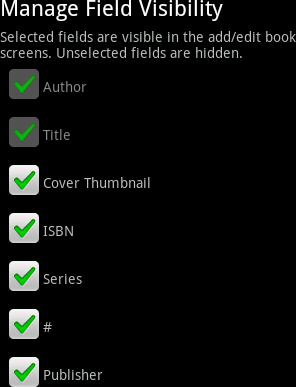 Manage Field Visibility
Selected fields are visible in the add/edit book
screens. Unselected fields are hidden.
Author
Title
Cover Thumbnail
ISBN
Series
#
Publisher